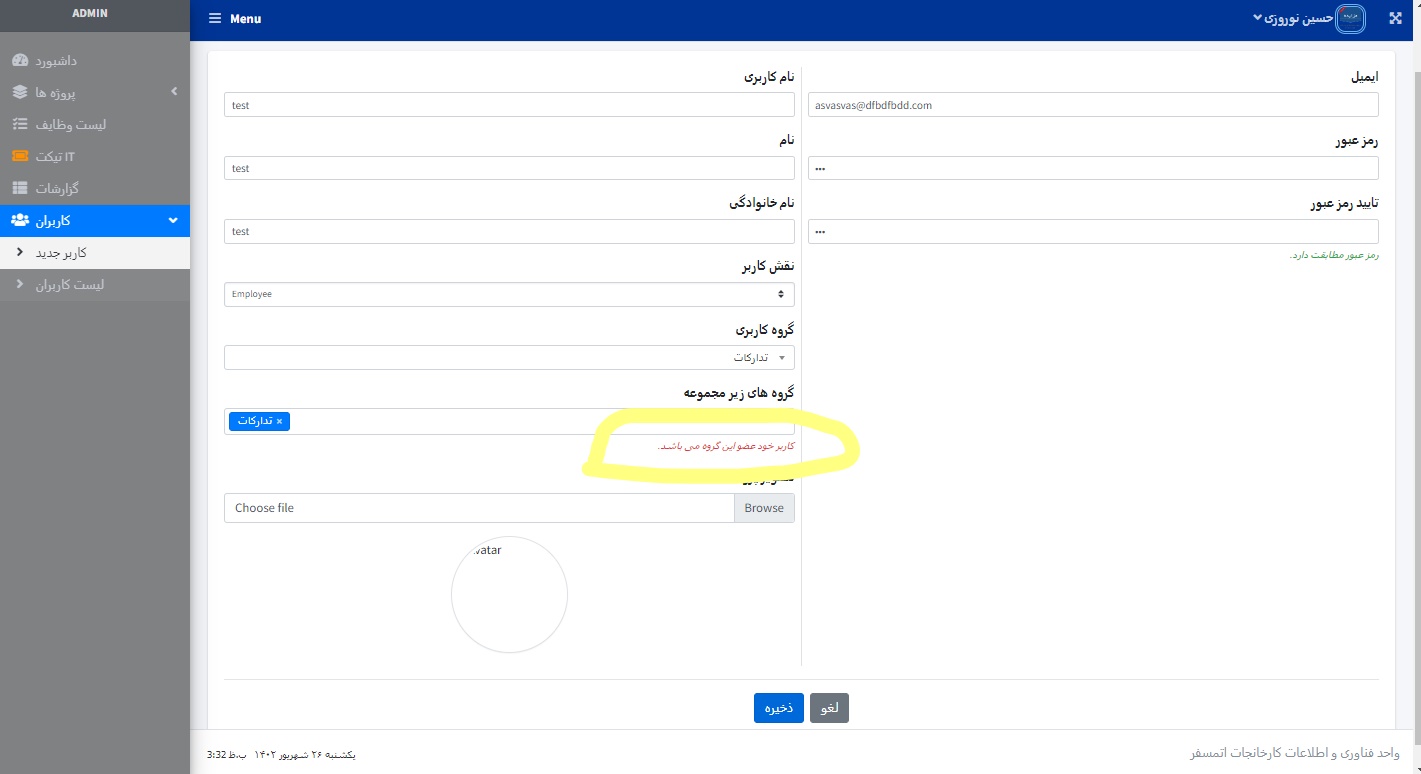 ADMIN
Menu
حسین نوروزی
داشبورد
پروژه ها
لیست وظایف
تیکت IT
گزارشات
کاربران
کاربر جدید
لیست کاربران
ایمیل
asvasvas@dfbdfbdd.com
رمز عبور
•••
تایید رمز عبور
•••
رمز عبور مطابقت دارد.
نام کاربری
test
نام
test
نام خانوادگی
test
نقش کاربر
Employee
گروه کاربری
تدارکات
گروه های زیر مجموعه
× تدارکات
کاربر خود عضو این گروه می باشد.
Choose file
Browse
لغو
ذخیره
واحد فناوری و اطلاعات کارخانجات اتمسفر
یکشنبه ۲۶ شهریور ۱۴۰۲ ب.ظ 3:32